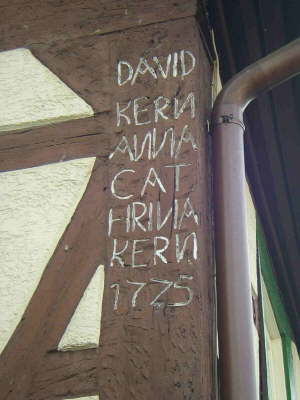 DAVID
KERN
ANNA
CAT
HRINA
KERN
1725